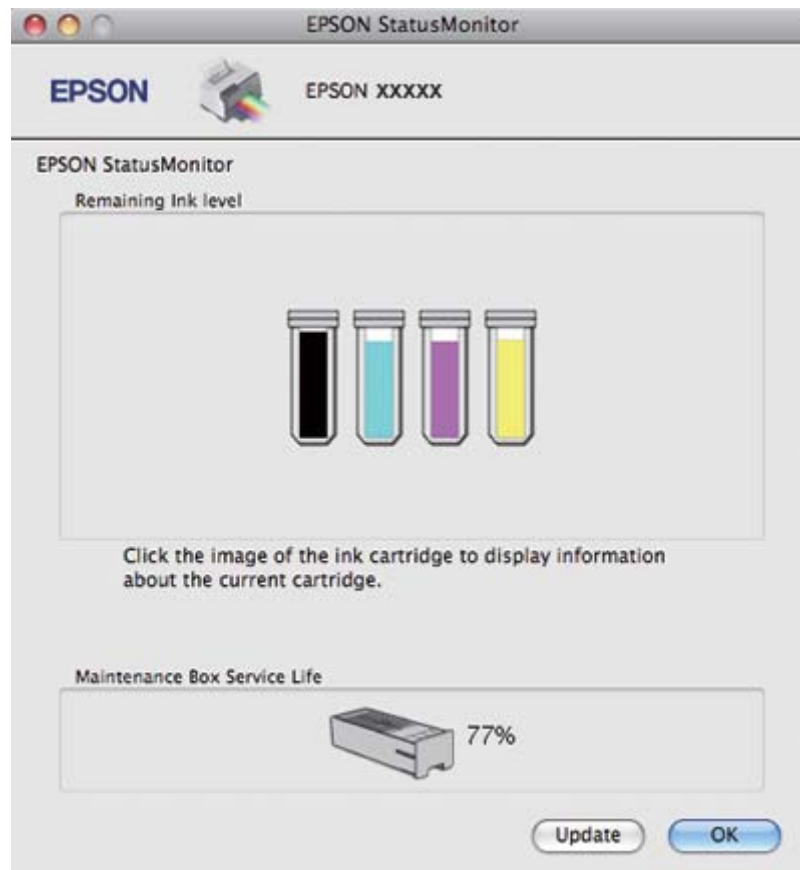 EPSON StatusMonitor
EPSON
EPSON XXXXX
EPSON StatusMonitor
Remaining Ink level
Click the image of the ink cartridge to display information
about the current cartridge.
Maintenance Box Service Life
77%
Update
OK